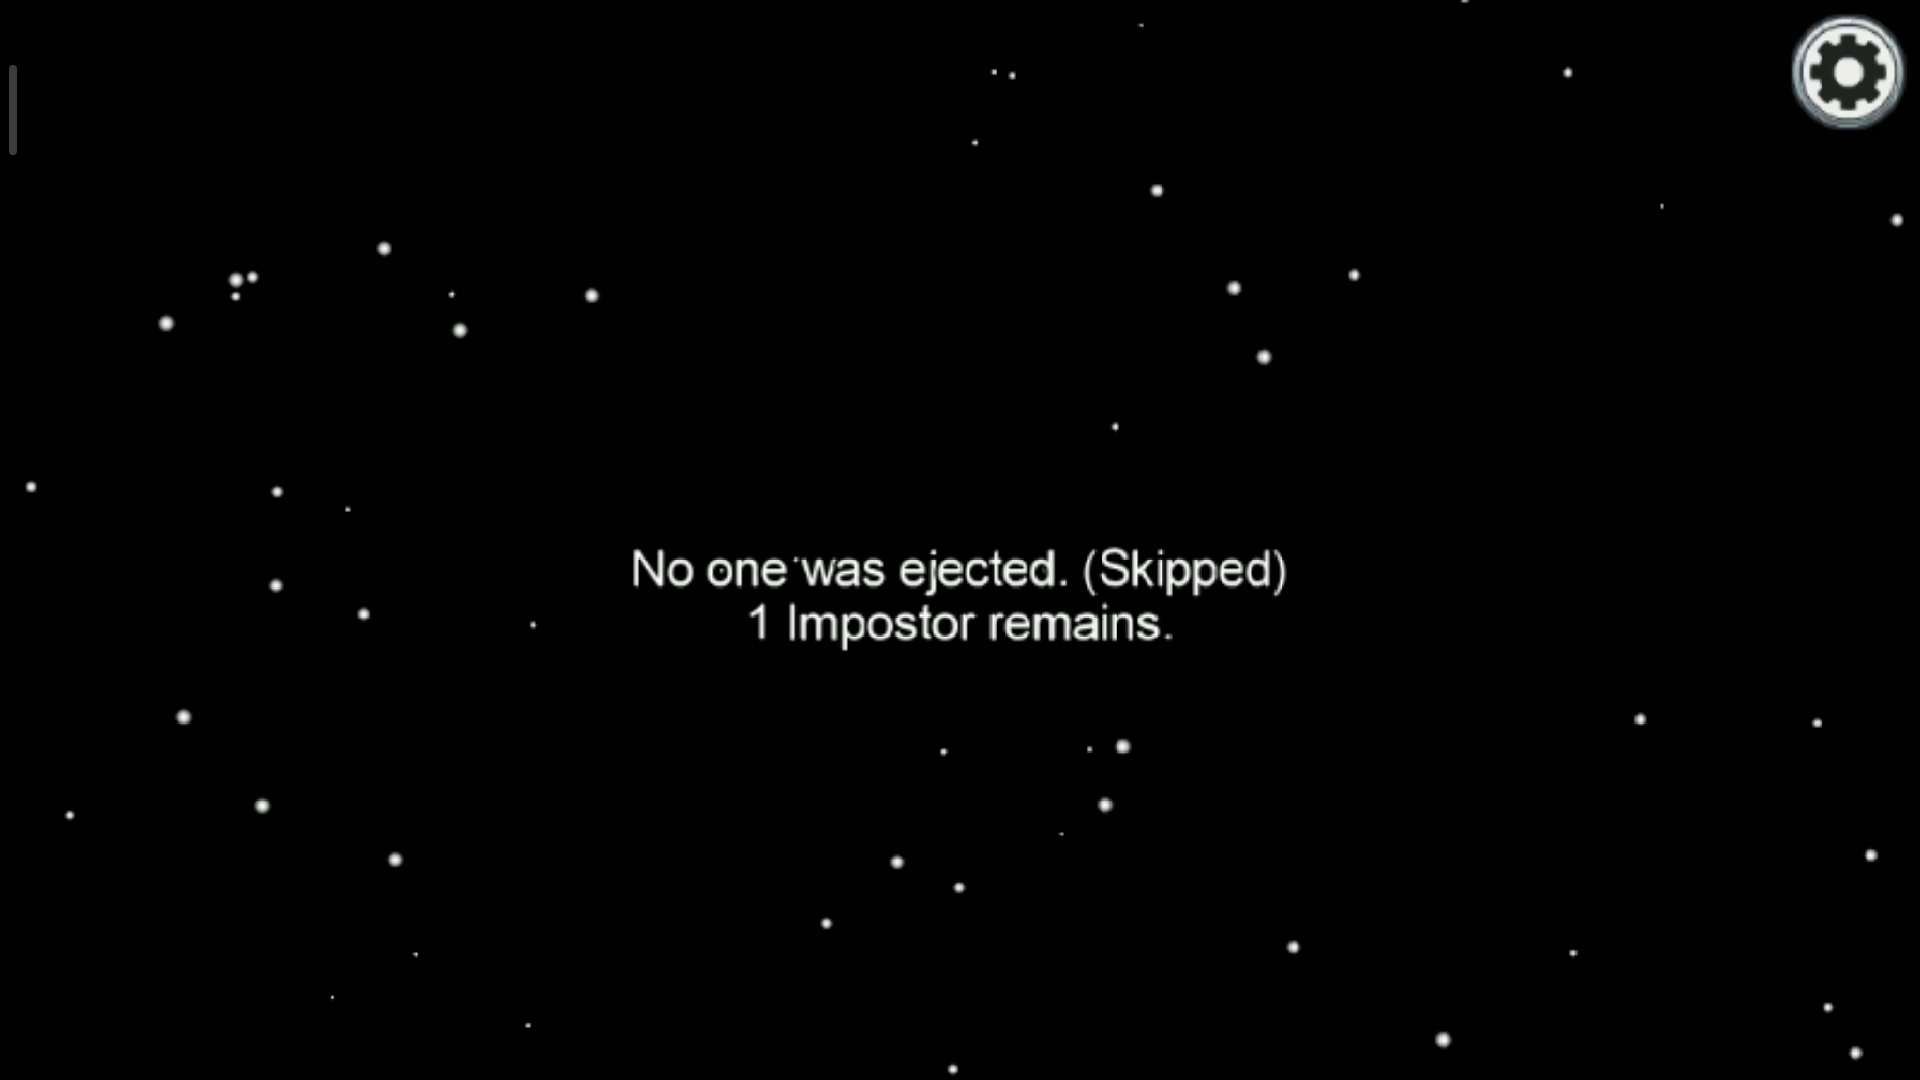 No one was ejected. (Skipped)
1 Impostor remains.